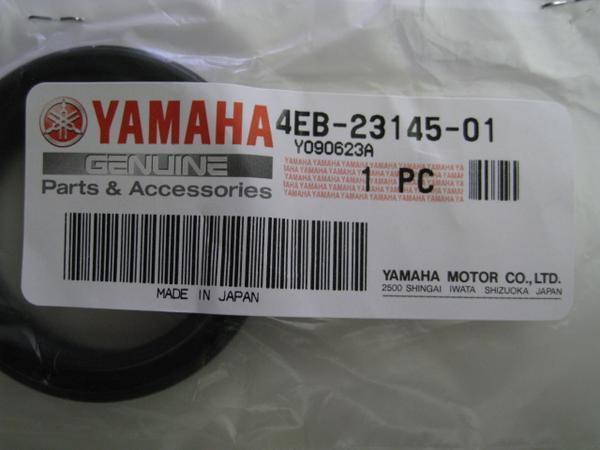 YAMAHA 4EB-23145-01
Y090623A
GENUINE
Parts & Accessories
1 PC
MADE IN JAPAN
YAMAHA MOTOR CO., LTD.
2500 SHINGAI IWATA SHIZUOKA JAPAN